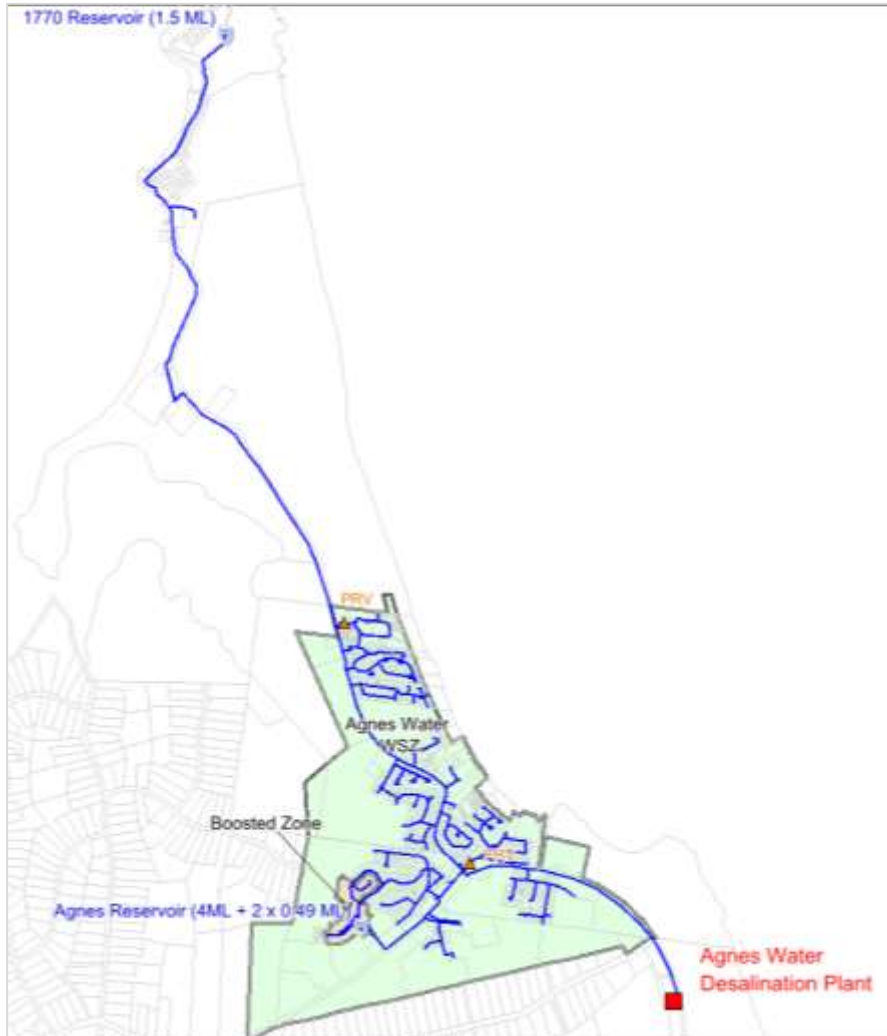 1770 Reservoir (1.5 ML)
PRV
Agnes Water
WSZ
Boosted Zone
Agnes Reservoir (4ML + 2 x 0.49 ML)
Agnes Water
Desalination Plant